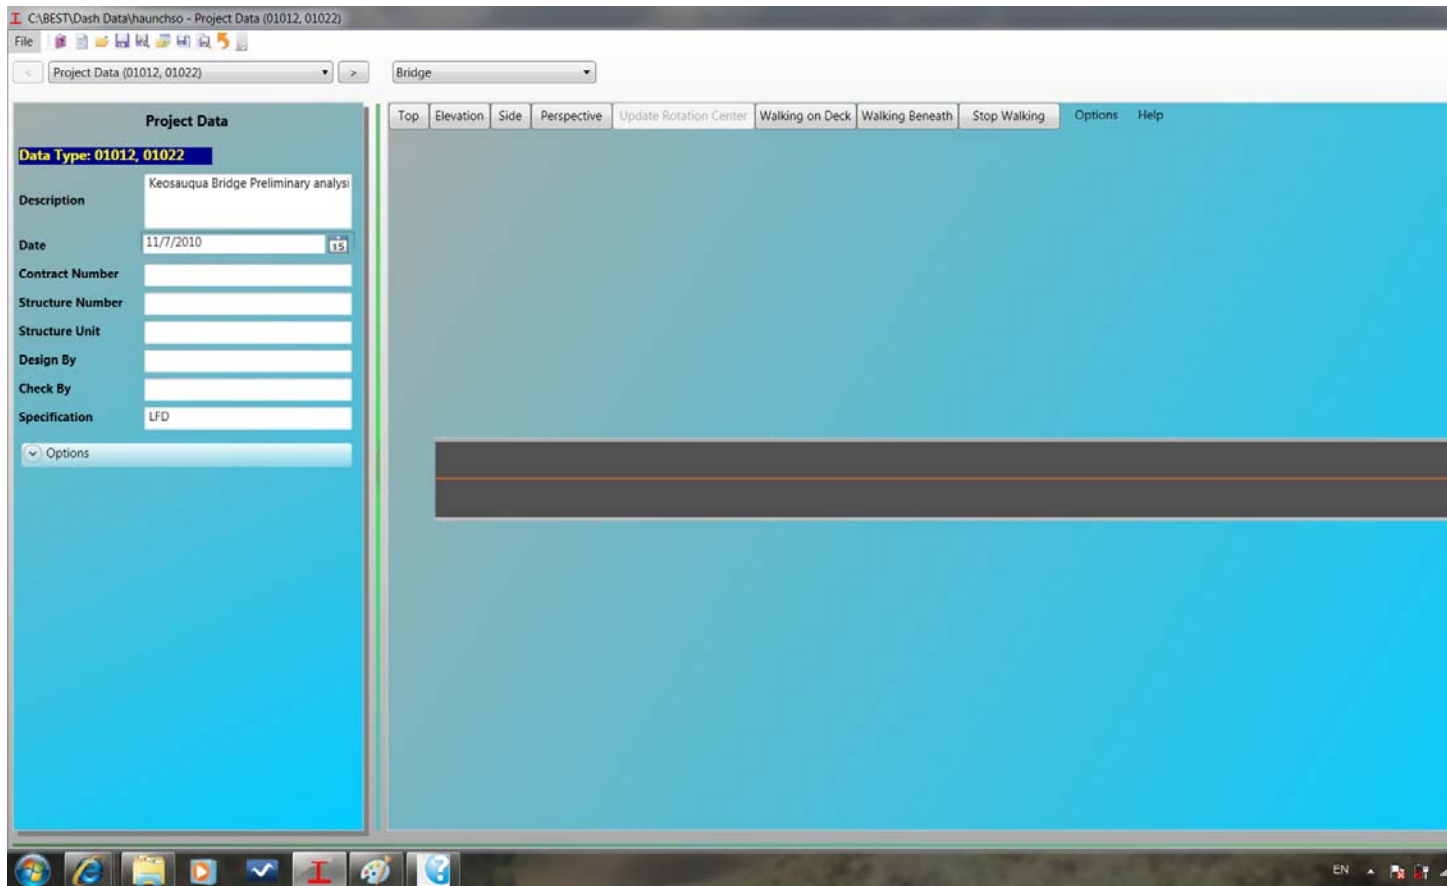 C:\BEST\Dash Data\haunchso - Project Data (01012, 01022)
File
< Project Data (01012, 01022) > Bridge
Project Data
Top Elevation Side Perspective Update Rotation Center Walking on Deck Walking Beneath Stop Walking Options Help
Data Type: 01012, 01022
Description Keosauqua Bridge Preliminary analysi
Date 11/7/2010 15
Contract Number
Structure Number
Structure Unit
Design By
Check By
Specification LFD
Options
EN